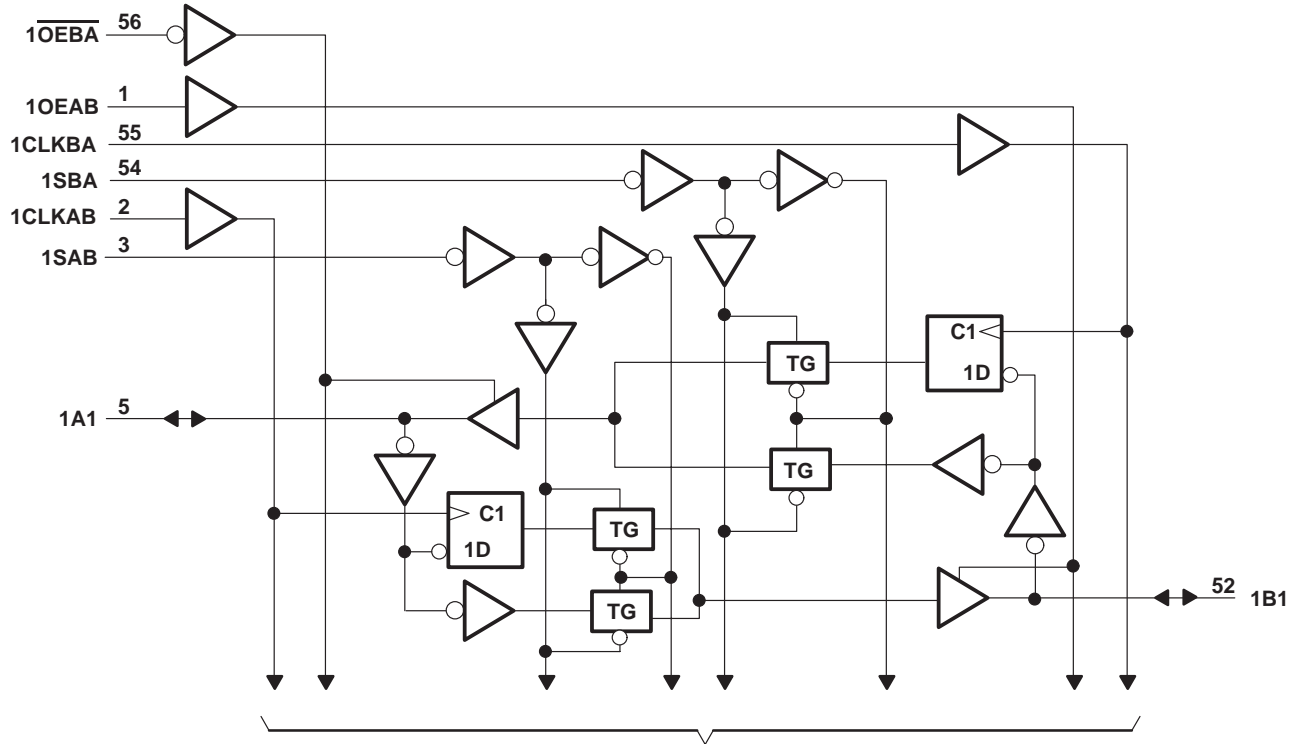 1O̅E̅B̅A̅ 56
1OEAB 1
1CLKBA 55
1SBA 54
1CLKAB 2
1SAB 3
C1
1D
TG
1A1 5
TG
C1
1D
TG
TG
52 1B1